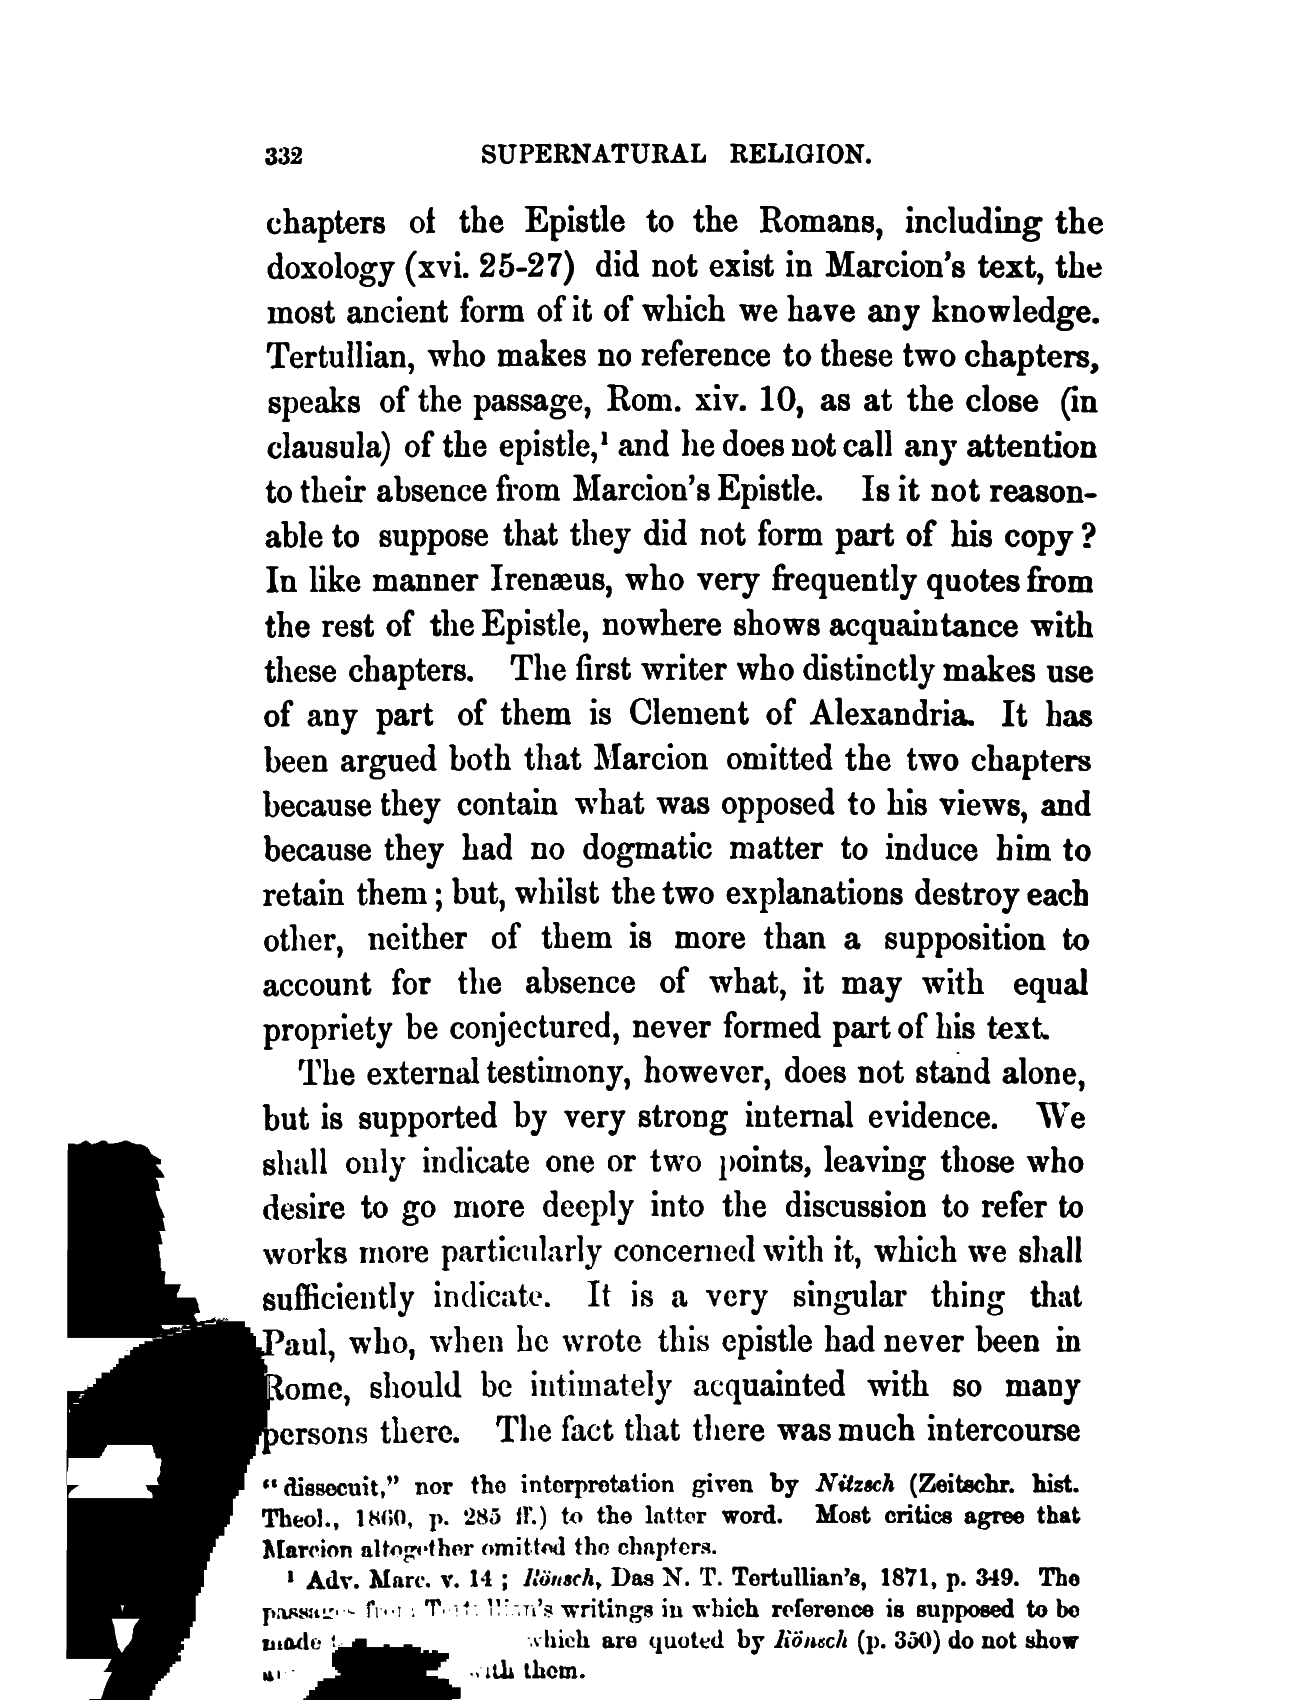 332 SUPERNATURAL RELIGION.
chapters of the Epistle to the Romans, including the
doxology (xvi. 25-27) did not exist in Marcion's text, the
most ancient form of it of which we have any knowledge.
Tertullian, who makes no reference to these two chapters,
speaks of the passage, Rom. xiv. 10, as at the close (in
clausula) of the epistle,¹ and he does not call any attention
to their absence from Marcion's Epistle. Is it not reason-
able to suppose that they did not form part of his copy?
In like manner Irenæus, who very frequently quotes from
the rest of the Epistle, nowhere shows acquaintance with
these chapters. The first writer who distinctly makes use
of any part of them is Clement of Alexandria. It has
been argued both that Marcion omitted the two chapters
because they contain what was opposed to his views, and
because they had no dogmatic matter to induce him to
retain them; but, whilst the two explanations destroy each
other, neither of them is more than a supposition to
account for the absence of what, it may with equal
propriety be conjectured, never formed part of his text.
The external testimony, however, does not stand alone,
but is supported by very strong internal evidence. We
shall only indicate one or two points, leaving those who
desire to go more deeply into the discussion to refer to
works more particularly concerned with it, which we shall
sufficiently indicate. It is a very singular thing that
Paul, who, when he wrote this epistle had never been in
Rome, should be intimately acquainted with so many
persons there. The fact that there was much intercourse
"dissecuit," nor the interpretation given by Nitzsch (Zeitschr. hist.
Theol., 1860, p. 285 ff.) to the latter word. Most critics agree that
Marcion altogether omitted the chapters.
¹ Adv. Marc. v. 14; Rönsch, Das N. T. Tertullian's, 1871, p. 349. The
passages from Tertullian's writings in which reference is supposed to be
made which are quoted by Rönsch (p. 350) do not show
with them.